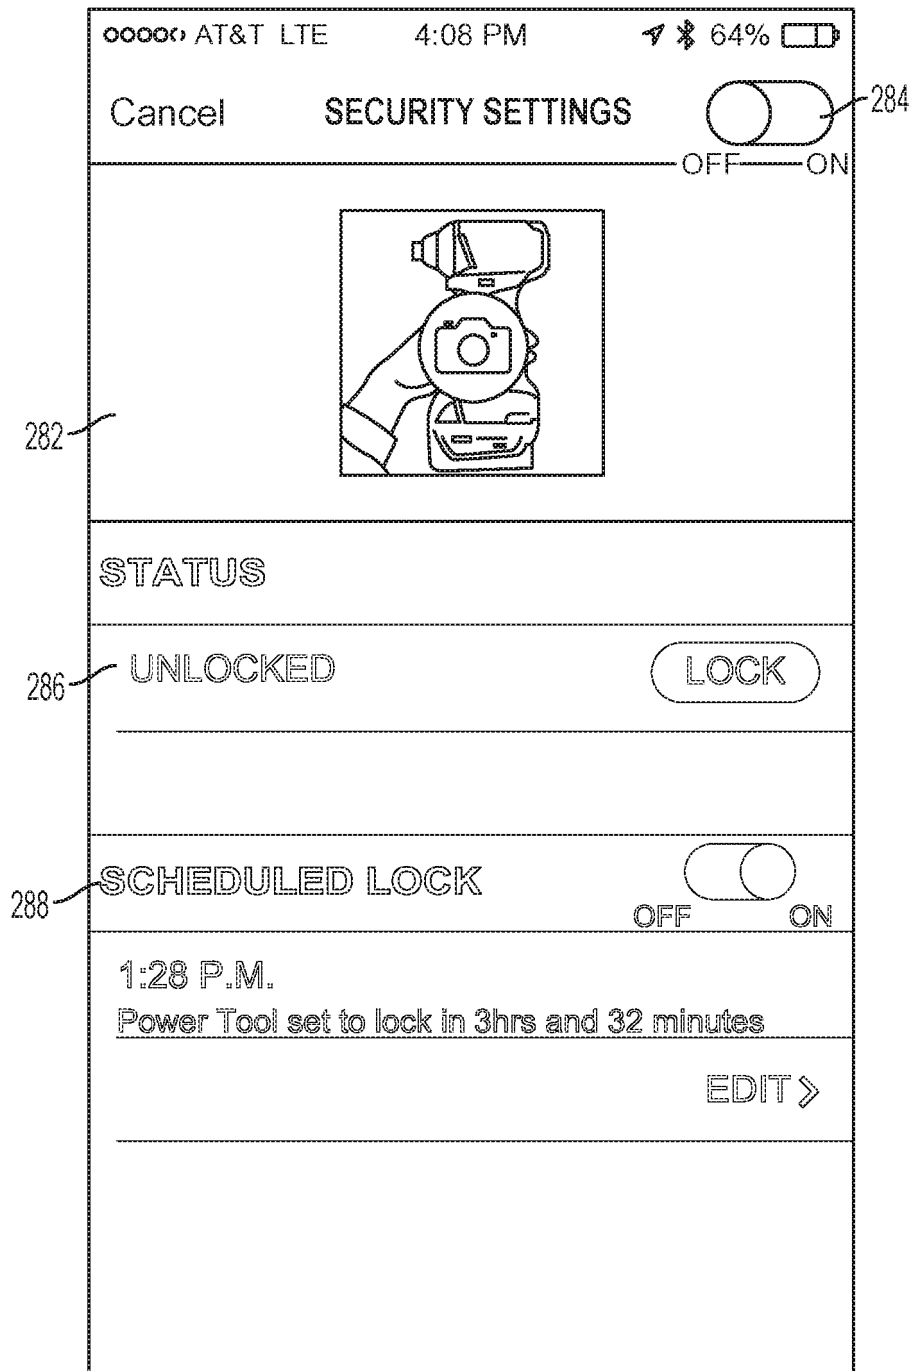 AT&T LTE 4:08 PM 64%
Cancel SECURITY SETTINGS 284
OFF ON
282
STATUS
286 UNLOCKED LOCK
288 SCHEDULED LOCK
OFF ON
1:28 P.M.
Power Tool set to lock in 3hrs and 32 minutes
EDIT >